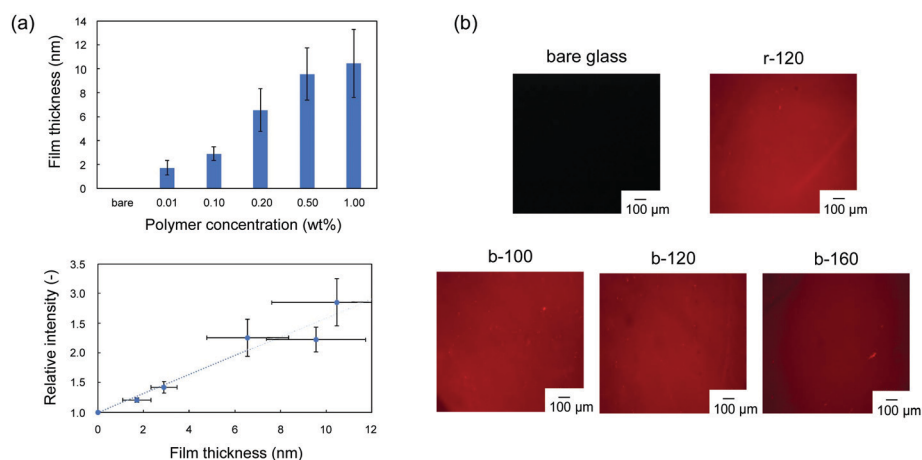 (a)
14
12
10
8
6
4
2
0
Film thickness (nm)
bare 0.01 0.10 0.20 0.50 1.00
Polymer concentration (wt%)
3.5
3.0
2.5
2.0
1.5
1.0
Relative intensity (-)
0 2 4 6 8 10 12
Film thickness (nm)
(b)
bare glass r-120
100 μm 100 μm
b-100 b-120 b-160
100 μm 100 μm 100 μm